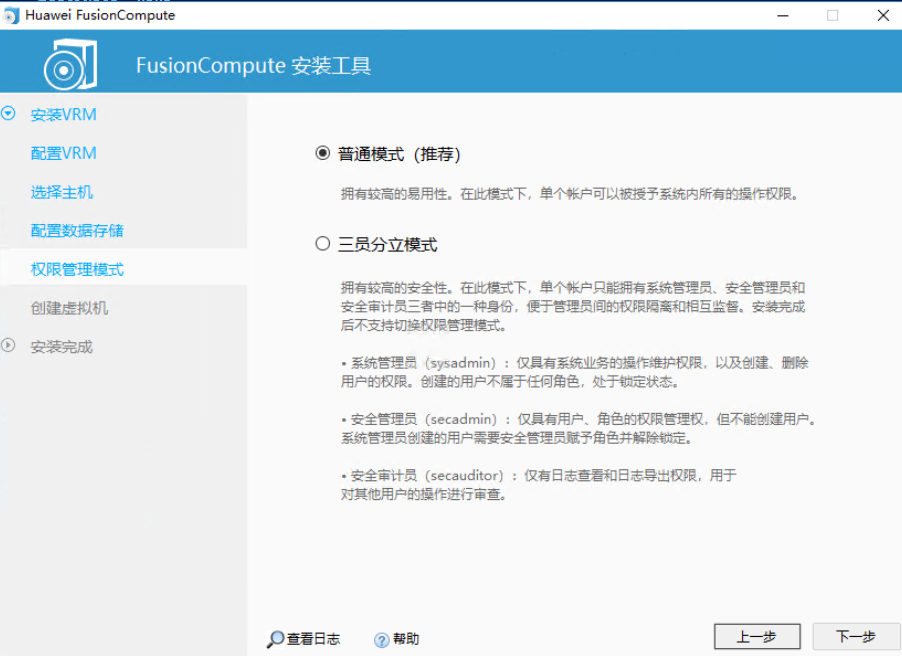 Huawei FusionCompute
FusionCompute 安装工具
安装VRM
配置VRM
选择主机
配置数据存储
权限管理模式
创建虚拟机
安装完成
普通模式（推荐）
拥有较高的易用性。在此模式下，单个帐户可以被授予系统内所有的操作权限。
三员分立模式
拥有较高的安全性。在此模式下，单个帐户只能拥有系统管理员、安全管理员和
安全审计员三者中的一种身份，便于管理员间的权限隔离和相互监督。安装完成
后不支持切换权限管理模式。
• 系统管理员（sysadmin）：仅具有系统业务的操作维护权限，以及创建、删除
用户的权限。创建的用户不属于任何角色，处于锁定状态。
• 安全管理员（secadmin）：仅具有用户、角色的权限管理权，但不能创建用户。
系统管理员创建的用户需要安全管理员赋予角色并解除锁定。
• 安全审计员（secauditor）：仅有日志查看和日志导出权限，用于
对其他用户的操作进行审查。
查看日志
帮助
上一步
下一步